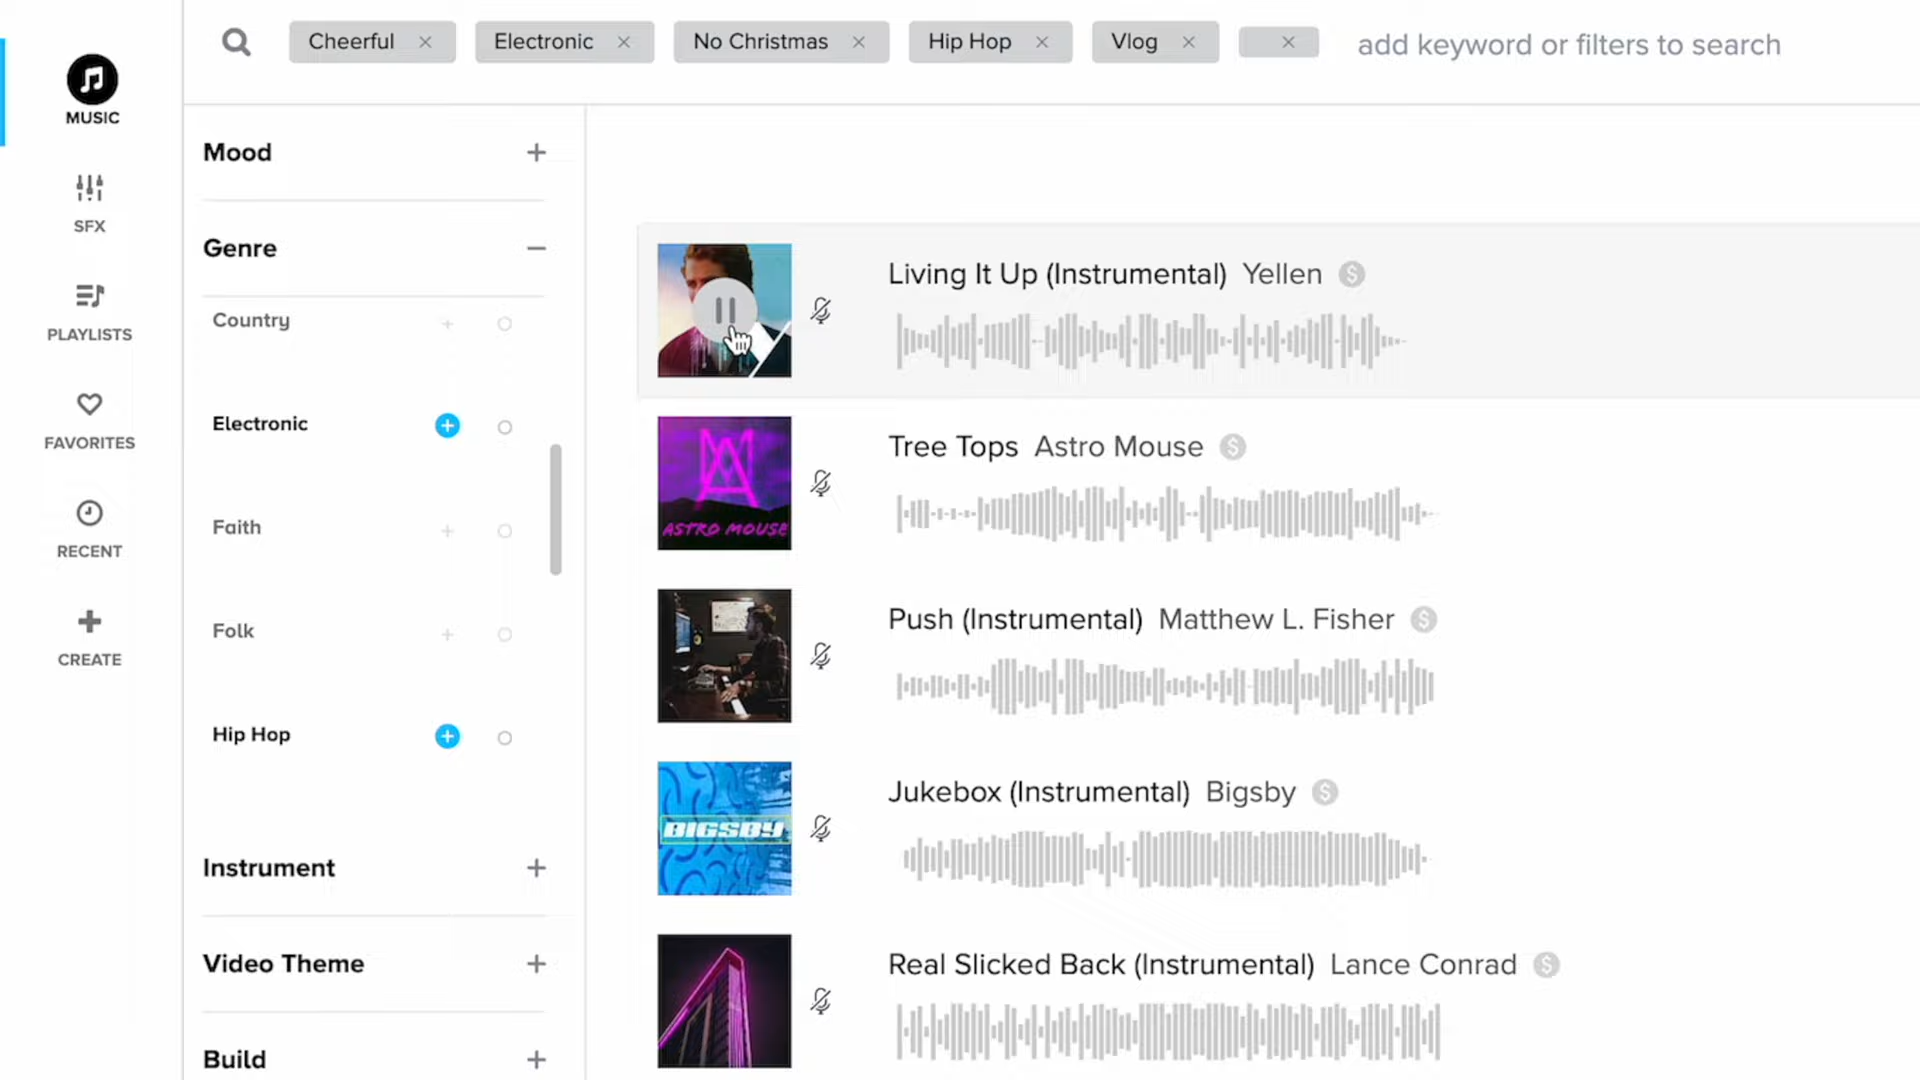 Cheerful
Electronic
No Christmas
Hip Hop
Vlog
add keyword or filters to search
MUSIC
SFX
PLAYLISTS
FAVORITES
RECENT
CREATE
Mood
Genre
Country
Electronic
Faith
Folk
Hip Hop
Instrument
Video Theme
Build
Living It Up (Instrumental) Yellen
Tree Tops Astro Mouse
ASTRO MOUSE
Push (Instrumental) Matthew L. Fisher
Jukebox (Instrumental) Bigsby
BIGSBY
Real Slicked Back (Instrumental) Lance Conrad